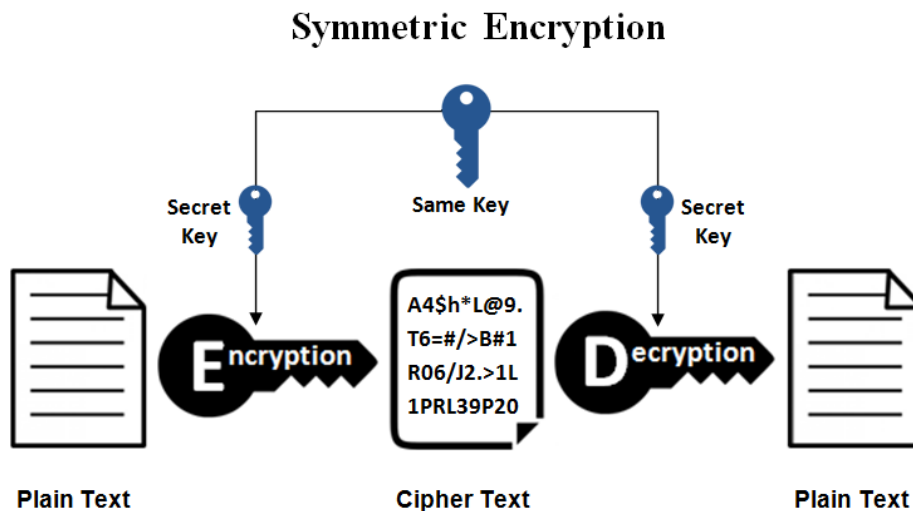 Symmetric Encryption
Secret
Key
Same Key
Secret
Key
Encryption
A4$h*L@9.
T6=#/>B#1
R06/J2.>1L
1PRL39P20
Decryption
Plain Text
Cipher Text
Plain Text